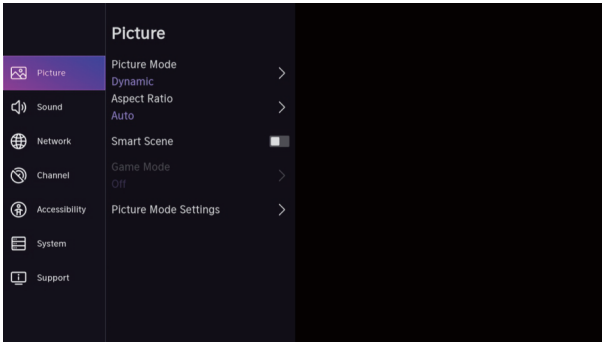 Picture
Picture
Sound
Network
Channel
Accessibility
System
Support
Picture Mode
Dynamic
Aspect Ratio
Auto
Smart Scene
Game Mode
Off
Picture Mode Settings